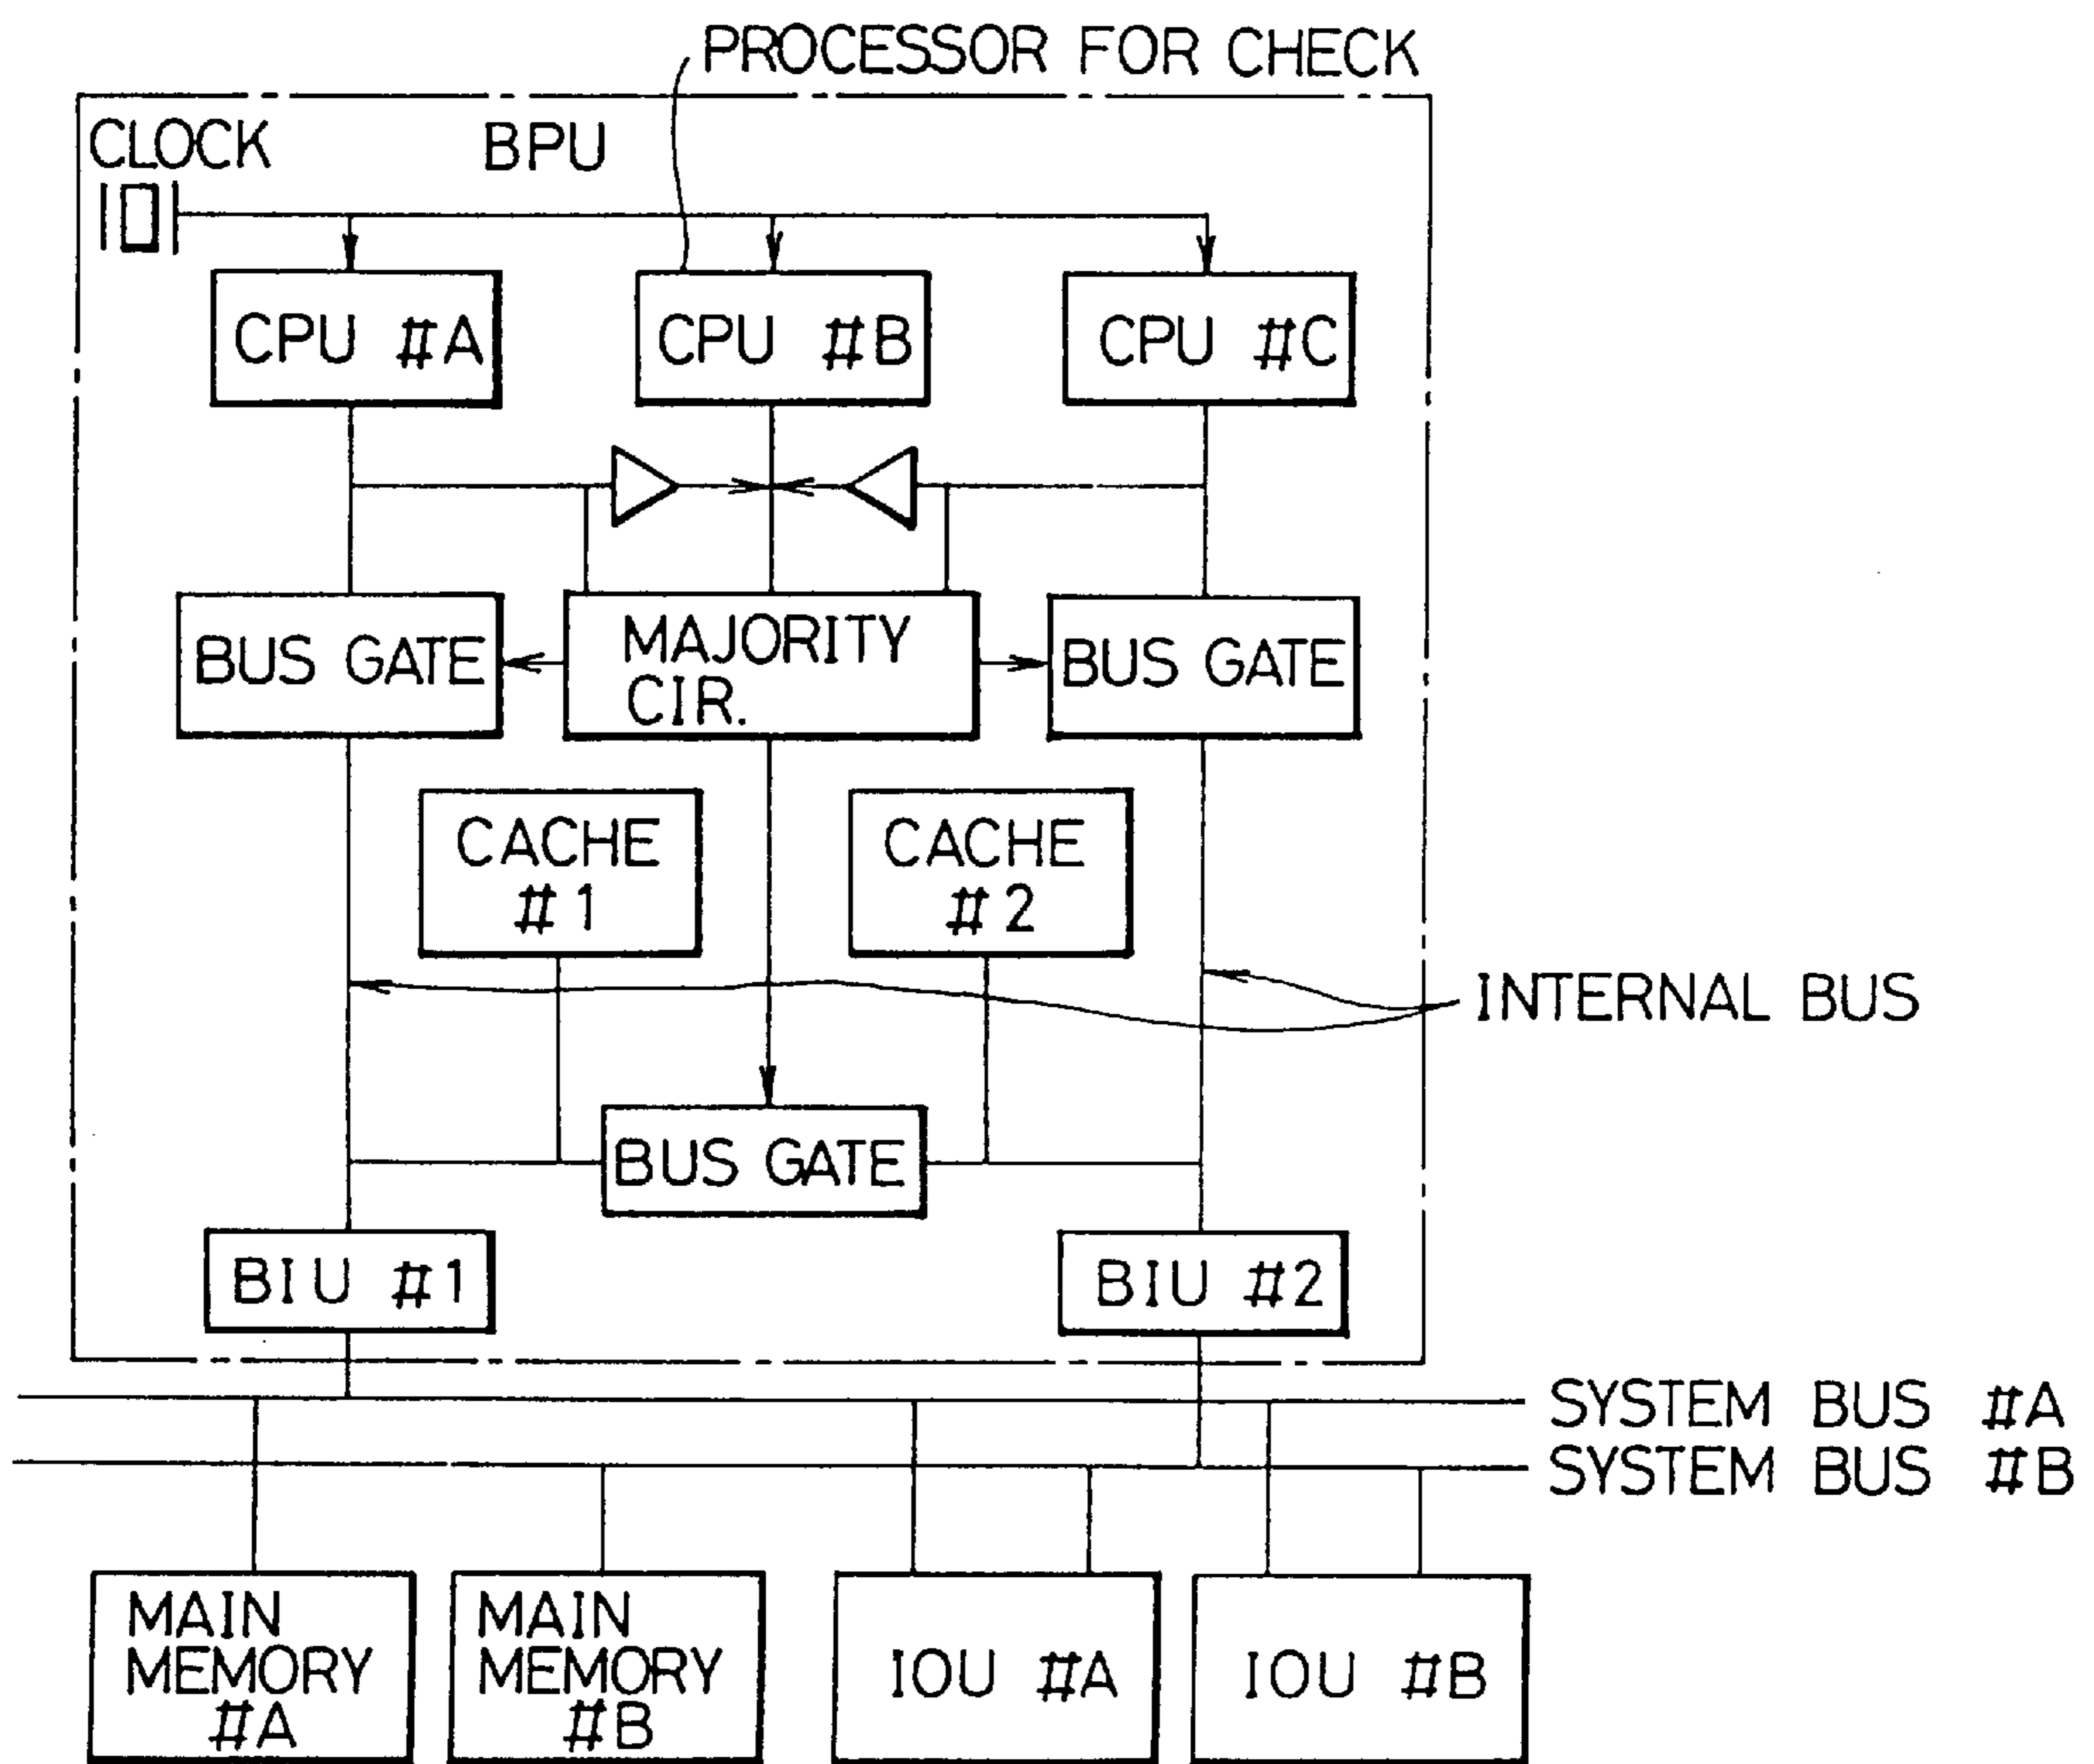 PROCESSOR FOR CHECK
CLOCK
BPU
CPU #A
CPU #B
CPU #C
BUS GATE
MAJORITY
CIR.
BUS GATE
CACHE
#1
CACHE
#2
INTERNAL BUS
BUS GATE
BIU #1
BIU #2
SYSTEM BUS #A
SYSTEM BUS #B
MAIN
MEMORY
#A
MAIN
MEMORY
#B
IOU #A
IOU #B